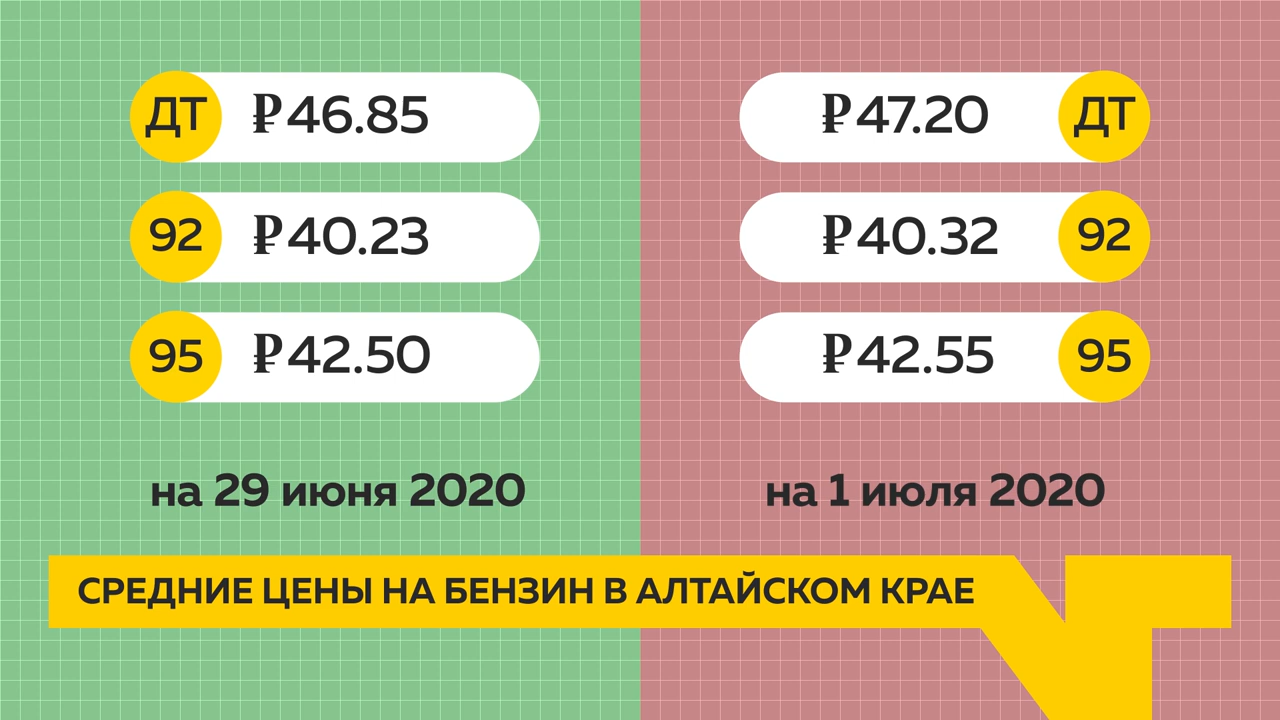 ДТ ₽46.85
92 ₽40.23
95 ₽42.50
на 29 июня 2020
₽47.20 ДТ
₽40.32 92
₽42.55 95
на 1 июля 2020
СРЕДНИЕ ЦЕНЫ НА БЕНЗИН В АЛТАЙСКОМ КРАЕ